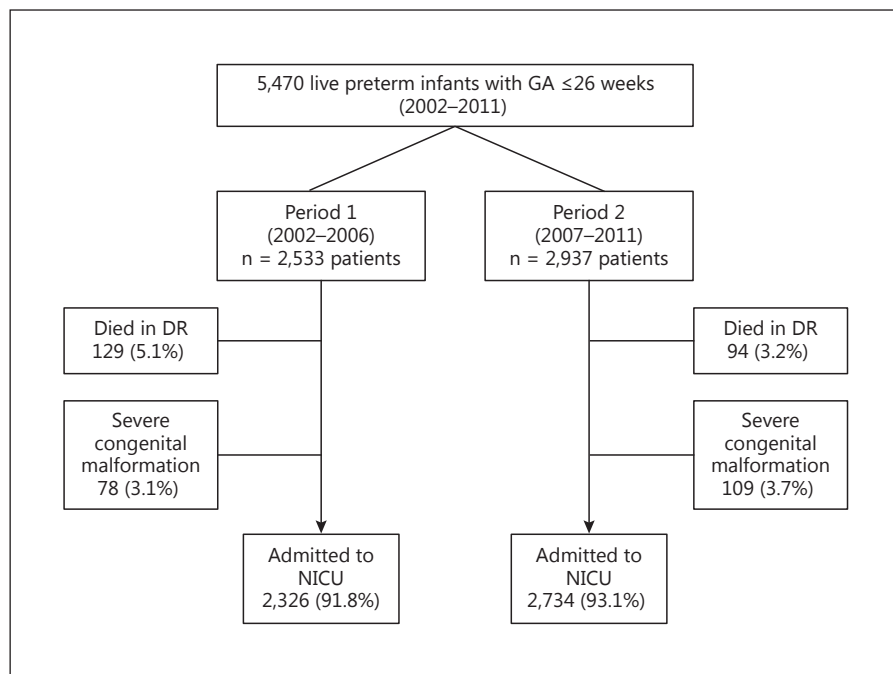 5,470 live preterm infants with GA ≤26 weeks
(2002–2011)
Period 1
(2002–2006)
n = 2,533 patients
Period 2
(2007–2011)
n = 2,937 patients
Died in DR
129 (5.1%)
Died in DR
94 (3.2%)
Severe
congenital
malformation
78 (3.1%)
Severe
congenital
malformation
109 (3.7%)
Admitted to
NICU
2,326 (91.8%)
Admitted to
NICU
2,734 (93.1%)